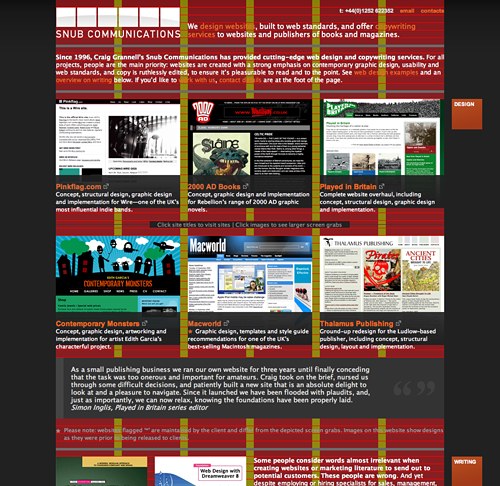 t: +44(0)1252 022352 email contacts
SNUB COMMUNICATIONS
We design websites, built to web standards, and offer copywriting
services to websites and publishers of books and magazines.
Since 1996, Craig Grannell's Snub Communications has provided cutting-edge web design and copywriting services. For all
projects, people are the main priority: websites are created with a strong emphasis on contemporary graphic design, usability and
web standards, and copy is ruthlessly edited, to ensure it's pleasurable to read and to the point. See web design examples and an
overview on writing below. If you'd like to work with us, contact details are at the foot of the page.
DESIGN
Pinkflag.com
Concept, structural design, graphic
design and implementation for
implementation for Wire—one of the UK's
most influential indie bands.
2000 AD Books
Concept, graphic design and implementation
for Rebellion's range of 2000 AD graphic
novels.
Played in Britain
Complete website overhaul, including
concept, structural design, graphic design
and implementation.
Click site titles to visit sites | Click images to see larger screen grabs
Macworld
THAMUS PUBLISHING
Pirates
ANCIENT
CITIES
EDITH GARCIA'S
CONTEMPORARY MONSTERS
Contemporary Monsters
Concept, graphic design, artworking and
implementation for artist Edith Garcia's
characterful project.
Macworld
★ Graphic design, templates and style guide
recommendations for one of the UK's
best-selling Macintosh magazines.
Thalamus Publishing
Ground-up redesign for the Ludlow-based
publisher, including concept, structural
design, layout and implementation.
As a small publishing business we ran our own website for three years until finally conceding
that the task was too onerous and important for amateurs. Craig took on the brief, nursed us
through some difficult decisions, and patiently built a new site that is an absolute delight to
look at and a pleasure to navigate. Since it launched we have been flooded with plaudits, and,
just as importantly, we can now relax, knowing the foundations have been properly laid.
Simon Inglis, Played in Britain series editor
★ Please note: websites flagged '*' are maintained by the client and differ from the depicted screen grabs. Images on this website show designs
as they were prior to being released to clients.
WRITING
Web Design with
Dreamweaver 8
Some people consider words almost irrelevant when
creating websites or marketing literature to send out to
potential customers. These people are wrong. And yet
despite employing or hiring specialists for sales, management,